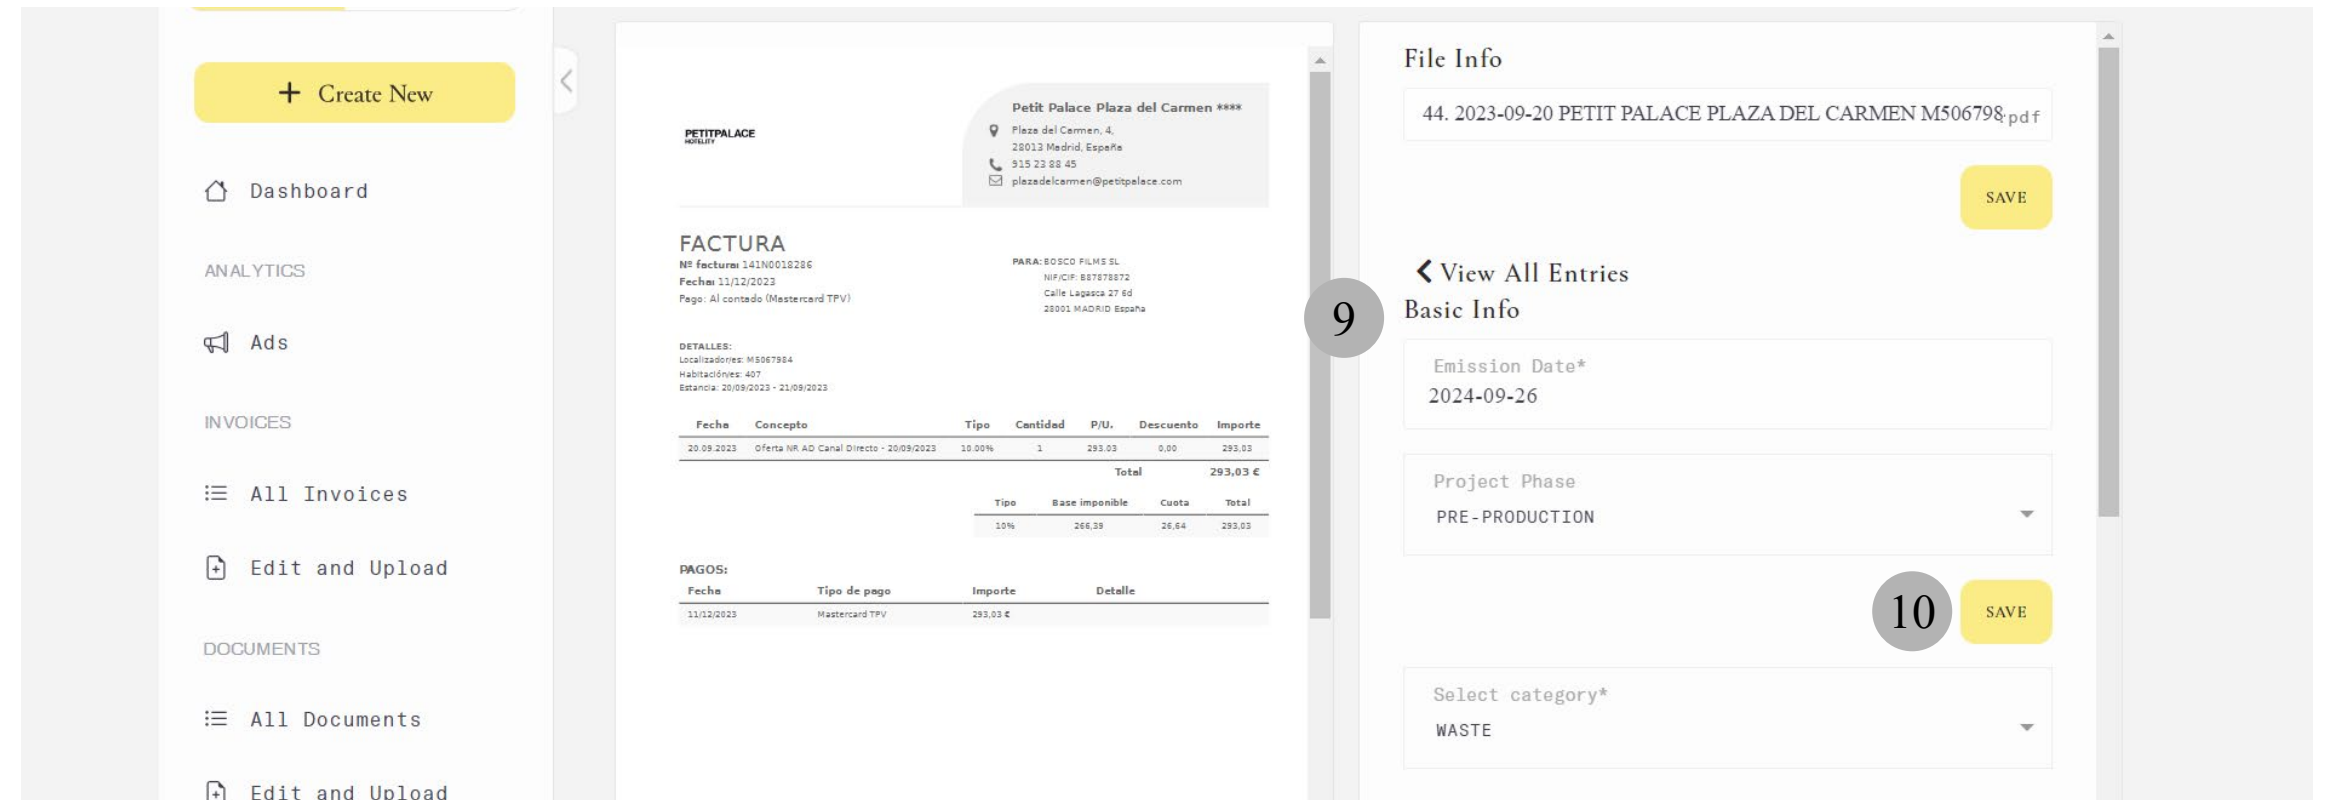 + Create New
Dashboard
ANALYTICS
Ads
INVOICES
All Invoices
Edit and Upload
DOCUMENTS
All Documents
Edit and Upload
PETITPALACE
HOTELITY
Petit Palace Plaza del Carmen ****
Plaza del Carmen, 4,
28013 Madrid, España
915 23 88 45
plazadelcarmen@petitpalace.com
FACTURA
Nº factura: 141N0018286
Fecha: 11/12/2023
Pago: Al contado (Mastercard TPV)
PARA: BOSCO FILMS SL
NIF/CIF: B87878872
Calle Lagasca 27 6d
28001 MADRID España
DETALLES:
Localizador/es: M5067984
Habitación/es: 407
Estancia: 20/09/2023 - 21/09/2023
Fecha Concepto Tipo Cantidad P/U. Descuento Importe
20.09.2023 Oferta NR AD Canal Directo - 20/09/2023 10.00% 1 293.03 0,00 293,03
Total 293,03 €
Tipo Base imponible Cuota Total
10% 266,39 26,64 293,03
PAGOS:
Fecha Tipo de pago Importe Detalle
11/12/2023 Mastercard TPV 293,03 €
9
File Info
44. 2023-09-20 PETIT PALACE PLAZA DEL CARMEN M506798.pdf
SAVE
View All Entries
Basic Info
Emission Date*
2024-09-26
Project Phase
PRE-PRODUCTION
10
SAVE
Select category*
WASTE